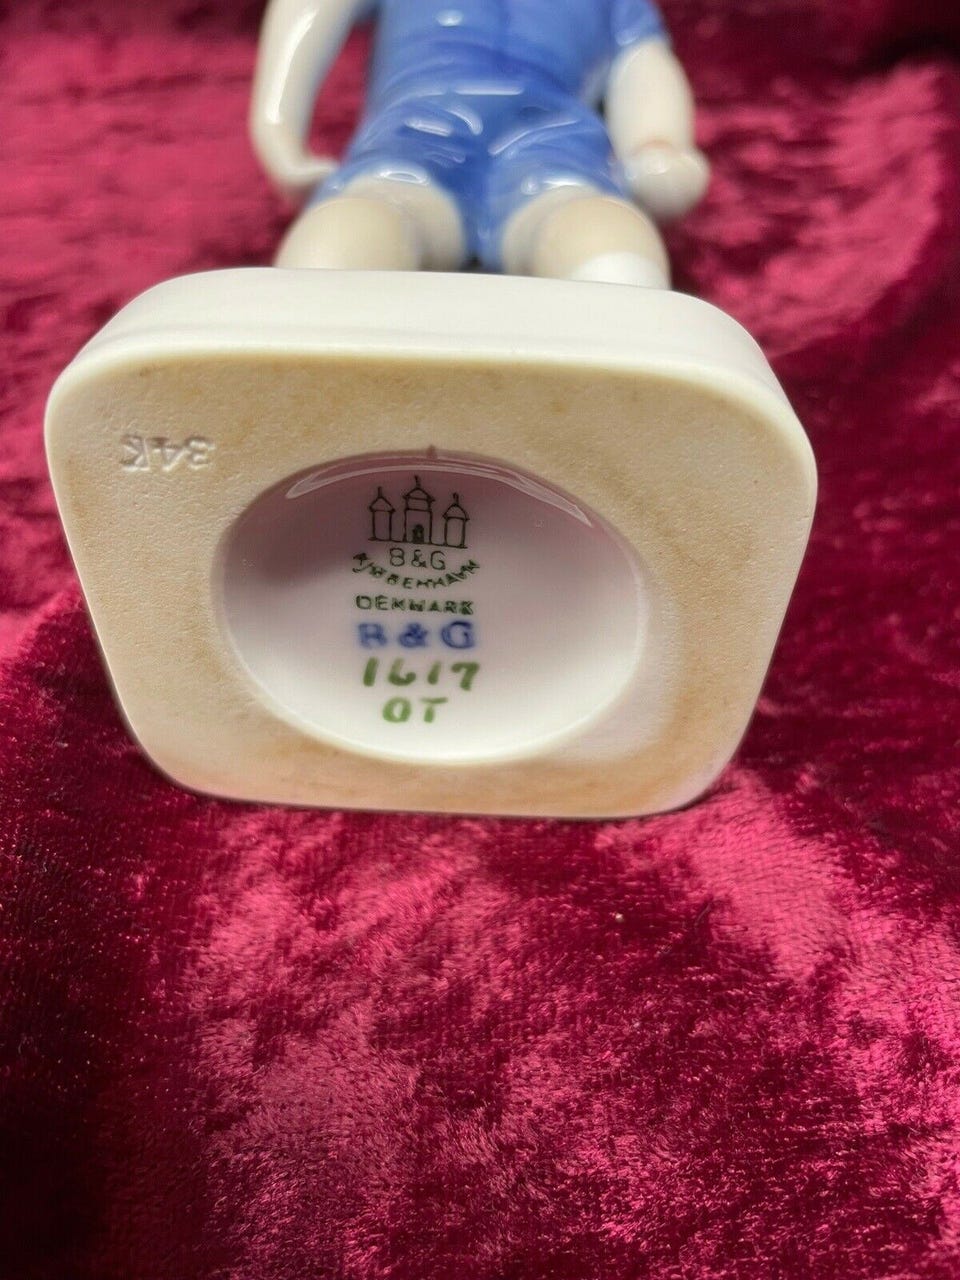 34K
B&G
KJØBENHAVN
DENMARK
B & G
1617
OT